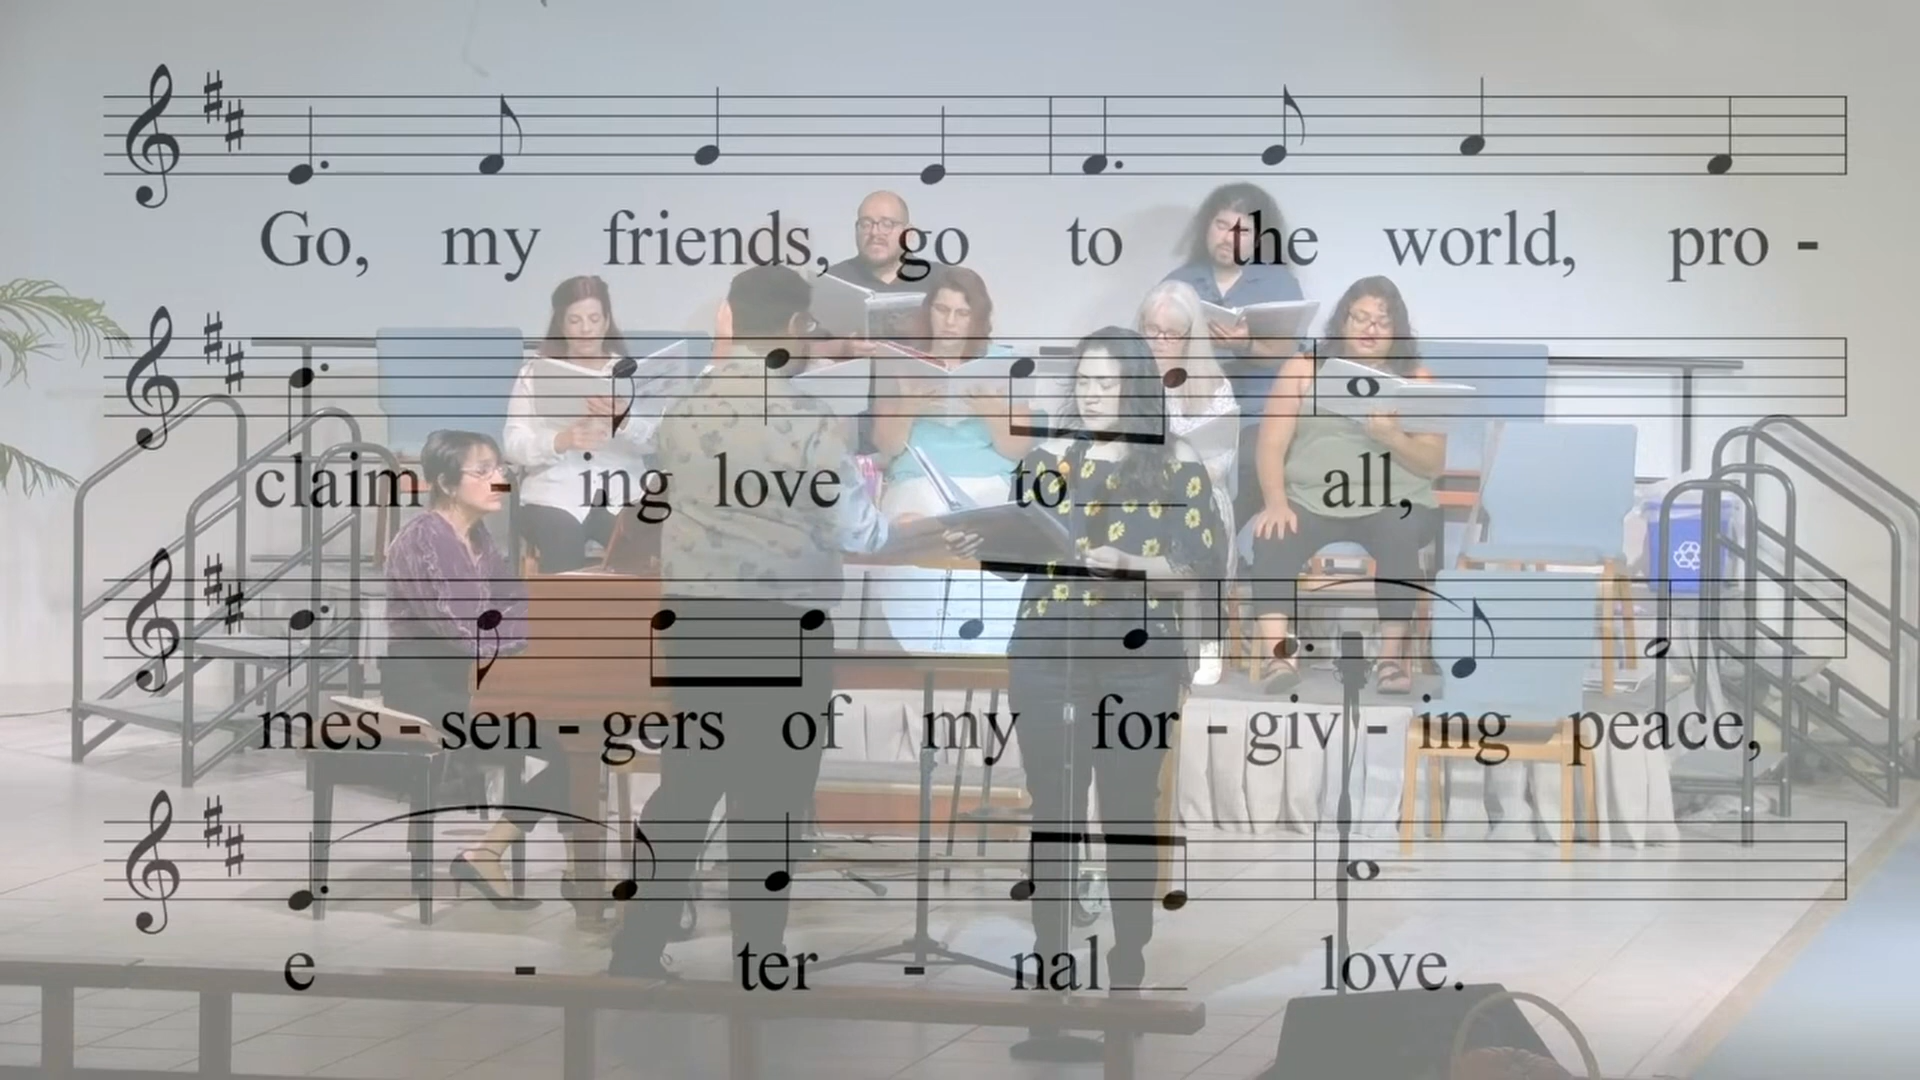 Go, my friends, go to the world, pro -
claim - ing love to all,
mes - sen - gers of my for - giv - ing peace,
e - ter - nal love.